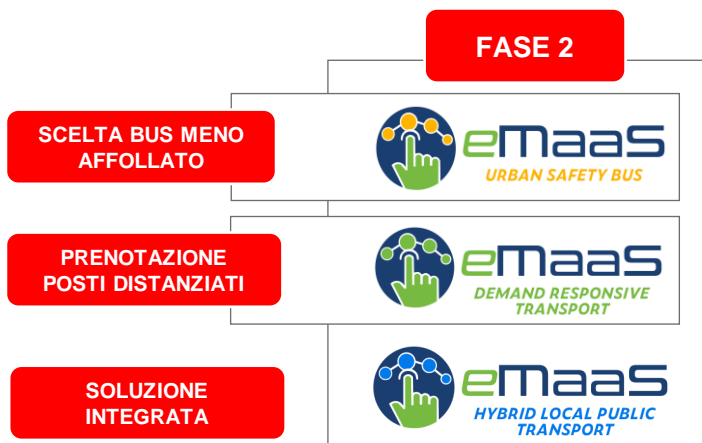 FASE 2
SCELTA BUS MENO
AFFOLLATO
eMaaS
URBAN SAFETY BUS
PRENOTAZIONE
POSTI DISTANZIATI
eMaaS
DEMAND RESPONSIVE
TRANSPORT
SOLUZIONE
INTEGRATA
eMaaS
HYBRID LOCAL PUBLIC
TRANSPORT